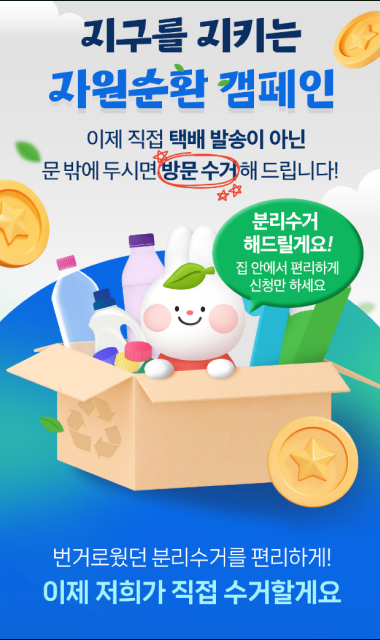 지구를 지키는
자원순환 캠페인
이제 직접 택배 발송이 아닌
문 밖에 두시면 방문 수거해 드립니다!
분리수거
해드릴게요!
집 안에서 편리하게
신청만 하세요
번거로웠던 분리수거를 편리하게!
이제 저희가 직접 수거할게요